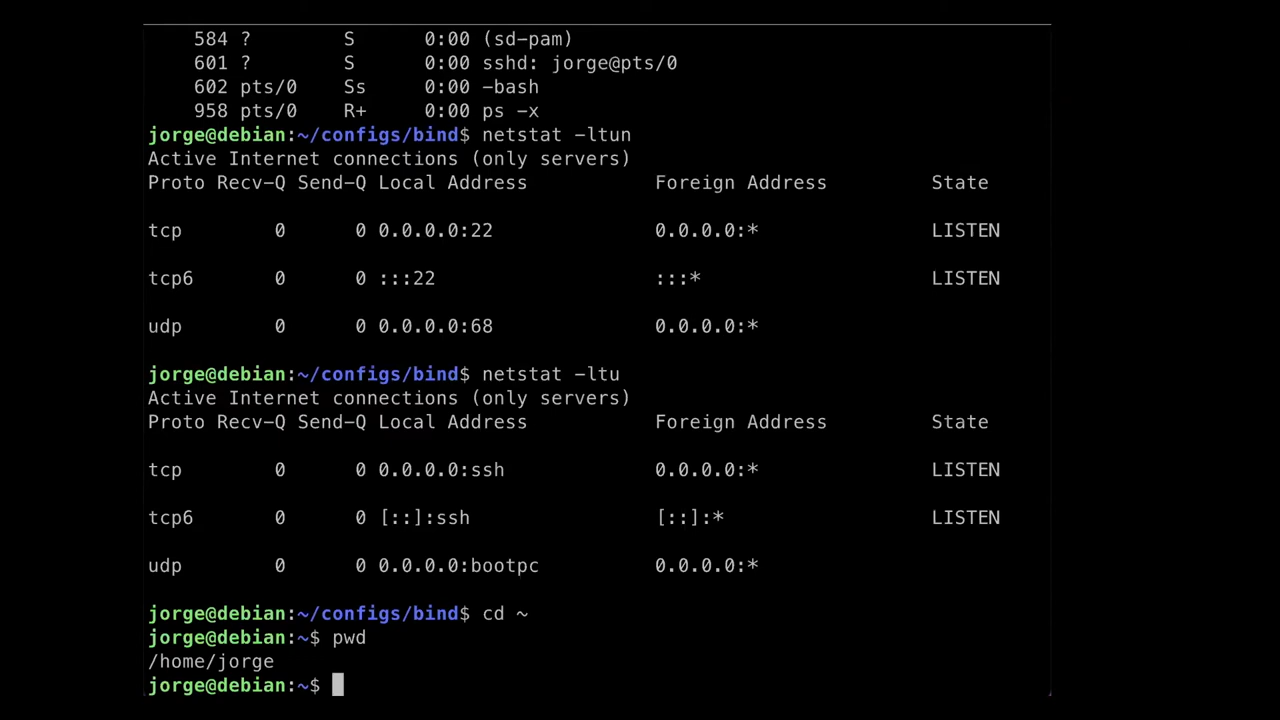 584 ?        S      0:00 (sd-pam)
601 ?        S      0:00 sshd: jorge@pts/0
602 pts/0    Ss     0:00 -bash
958 pts/0    R+     0:00 ps -x
jorge@debian:~/configs/bind$ netstat -ltun
Active Internet connections (only servers)
Proto Recv-Q Send-Q Local Address           Foreign Address         State
tcp        0      0 0.0.0.0:22              0.0.0.0:*               LISTEN
tcp6       0      0 :::22                   :::*                    LISTEN
udp        0      0 0.0.0.0:68              0.0.0.0:*
jorge@debian:~/configs/bind$ netstat -ltu
Active Internet connections (only servers)
Proto Recv-Q Send-Q Local Address           Foreign Address         State
tcp        0      0 0.0.0.0:ssh             0.0.0.0:*               LISTEN
tcp6       0      0 [::]:ssh                [::]:*                  LISTEN
udp        0      0 0.0.0.0:bootpc          0.0.0.0:*
jorge@debian:~/configs/bind$ cd ~
jorge@debian:~$ pwd
/home/jorge
jorge@debian:~$